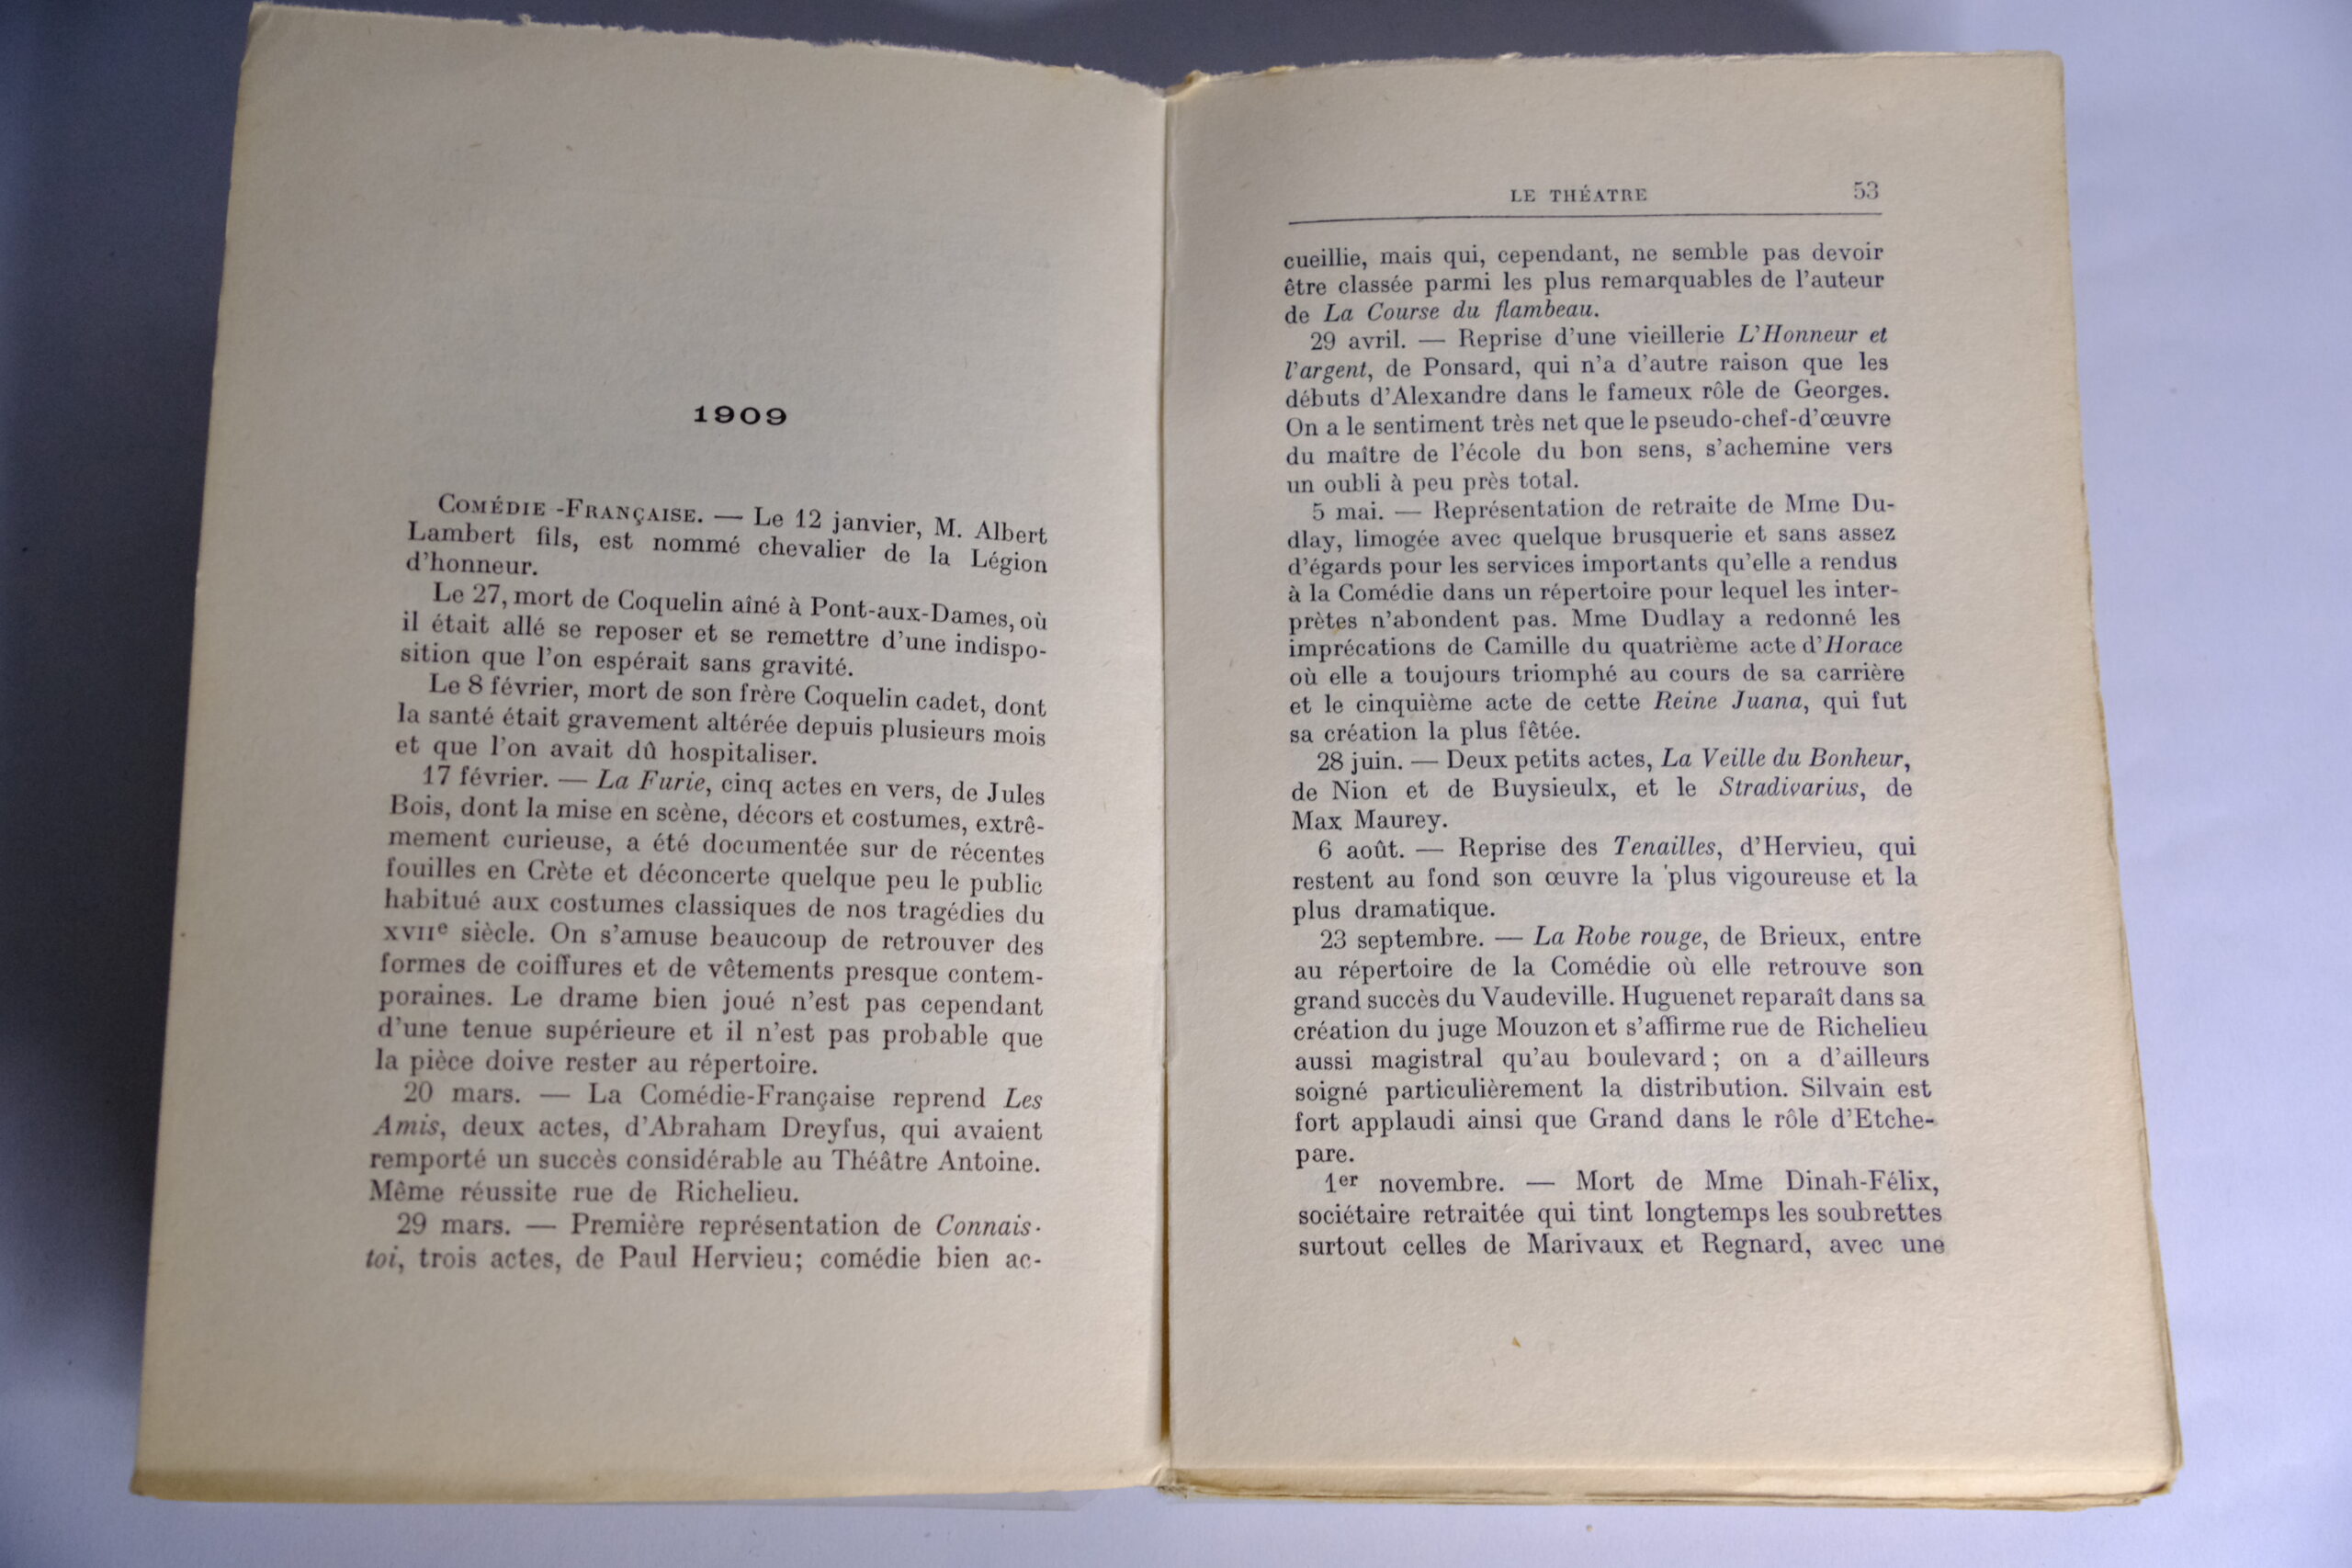 1909
COMÉDIE-FRANÇAISE. — Le 12 janvier, M. Albert
Lambert fils, est nommé chevalier de la Légion
d'honneur.
Le 27, mort de Coquelin aîné à Pont-aux-Dames, où
il était allé se reposer et se remettre d'une indispo-
sition que l'on espérait sans gravité.
Le 8 février, mort de son frère Coquelin cadet, dont
la santé était gravement altérée depuis plusieurs mois
et que l'on avait dû hospitaliser.
17 février. — La Furie, cinq actes en vers, de Jules
Bois, dont la mise en scène, décors et costumes, extrê-
mement curieuse, a été documentée sur de récentes
fouilles en Crète et déconcerte quelque peu le public
habitué aux costumes classiques de nos tragédies du
XVIIe siècle. On s'amuse beaucoup de retrouver des
formes de coiffures et de vêtements presque contem-
poraines. Le drame bien joué n'est pas cependant
d'une tenue supérieure et il n'est pas probable que
la pièce doive rester au répertoire.
20 mars. — La Comédie-Française reprend Les
Amis, deux actes, d'Abraham Dreyfus, qui avaient
remporté un succès considérable au Théâtre Antoine.
Même réussite rue de Richelieu.
29 mars. — Première représentation de Connais-
toi, trois actes, de Paul Hervieu; comédie bien ac-
LE THÉATRE 53
cueillie, mais qui, cependant, ne semble pas devoir
être classée parmi les plus remarquables de l'auteur
de La Course du flambeau.
29 avril. — Reprise d'une vieillerie L'Honneur et
l'argent, de Ponsard, qui n'a d'autre raison que les
débuts d'Alexandre dans le fameux rôle de Georges.
On a le sentiment très net que le pseudo-chef-d'œuvre
du maître de l'école du bon sens, s'achemine vers
un oubli à peu près total.
5 mai. — Représentation de retraite de Mme Du-
dlay, limogée avec quelque brusquerie et sans assez
d'égards pour les services importants qu'elle a rendus
à la Comédie dans un répertoire pour lequel les inter-
prètes n'abondent pas. Mme Dudlay a redonné les
imprécations de Camille du quatrième acte d'Horace
où elle a toujours triomphé au cours de sa carrière
et le cinquième acte de cette Reine Juana, qui fut
sa création la plus fêtée.
28 juin. — Deux petits actes, La Veille du Bonheur,
de Nion et de Buysieulx, et le Stradivarius, de
Max Maurey.
6 août. — Reprise des Tenailles, d'Hervieu, qui
restent au fond son œuvre la plus vigoureuse et la
plus dramatique.
23 septembre. — La Robe rouge, de Brieux, entre
au répertoire de la Comédie où elle retrouve son
grand succès du Vaudeville. Huguenet reparaît dans sa
création du juge Mouzon et s'affirme rue de Richelieu
aussi magistral qu'au boulevard; on a d'ailleurs
soigné particulièrement la distribution. Silvain est
fort applaudi ainsi que Grand dans le rôle d'Etche-
pare.
1er novembre. — Mort de Mme Dinah-Félix,
sociétaire retraitée qui tint longtemps les soubrettes
surtout celles de Marivaux et Regnard, avec une